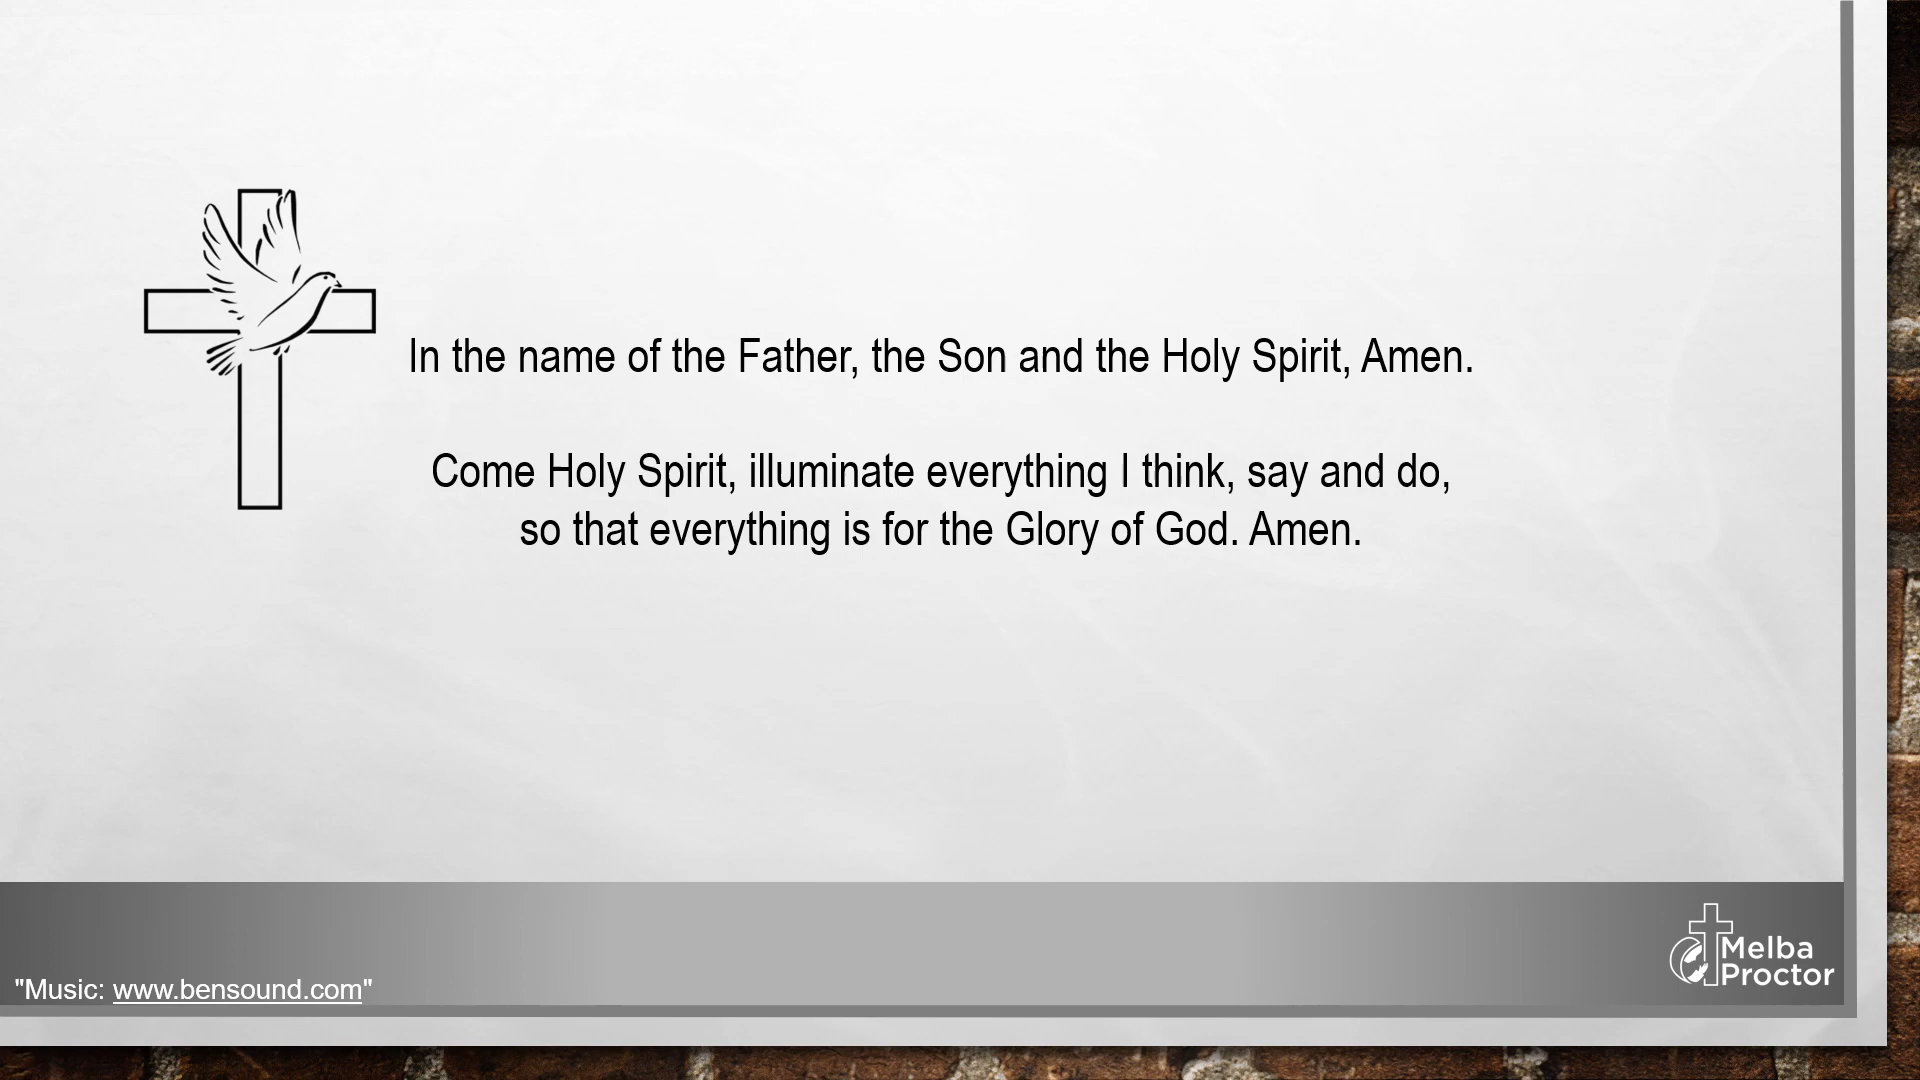 In the name of the Father, the Son and the Holy Spirit, Amen.
Come Holy Spirit, illuminate everything I think, say and do,
so that everything is for the Glory of God. Amen.
"Music: www.bensound.com"
Melba
Proctor